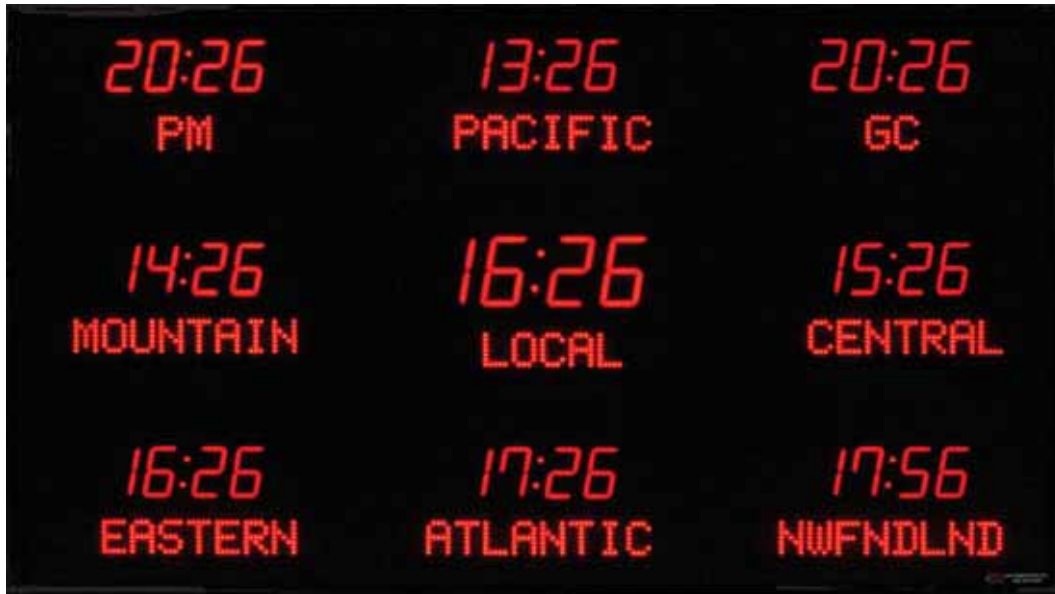 20:26 13:26 20:26
PM PACIFIC GC
14:26 16:26 15:26
MOUNTAIN LOCAL CENTRAL
16:26 17:26 17:56
EASTERN ATLANTIC NWFNDLND